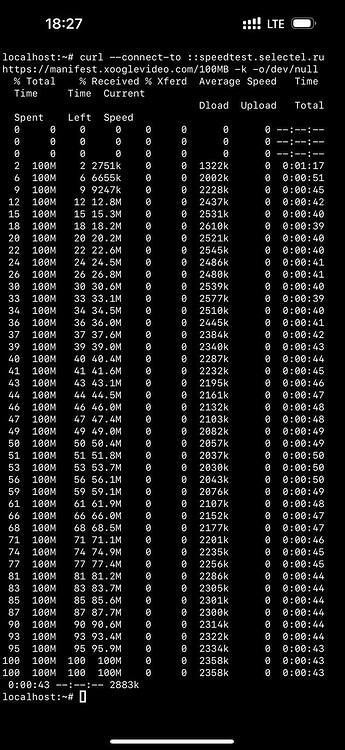 18:27 LTE
localhost:~# curl --connect-to ::speedtest.selectel.ru
https://manifest.xooglevideo.com/100MB -k -o/dev/null
% Total % Received % Xferd Average Speed Time
Time Time Current
Dload Upload Total
Spent Left Speed
0 0 0 0 0 0 0 0 --:--:--
0 0 0 0 0 0 0 0 --:--:--
0 0 0 0 0 0 0 0 --:--:--
2 100M 2 2751k 0 0 1322k 0 0:01:17
6 100M 6 6655k 0 0 2002k 0 0:00:51
9 100M 9 9247k 0 0 2228k 0 0:00:45
12 100M 12 12.8M 0 0 2437k 0 0:00:42
15 100M 15 15.3M 0 0 2531k 0 0:00:40
18 100M 18 18.2M 0 0 2610k 0 0:00:39
20 100M 20 20.2M 0 0 2521k 0 0:00:40
22 100M 22 22.6M 0 0 2545k 0 0:00:40
24 100M 24 24.5M 0 0 2486k 0 0:00:41
26 100M 26 26.8M 0 0 2480k 0 0:00:41
30 100M 30 30.6M 0 0 2539k 0 0:00:40
33 100M 33 33.1M 0 0 2577k 0 0:00:39
34 100M 34 34.5M 0 0 2510k 0 0:00:40
36 100M 36 36.0M 0 0 2445k 0 0:00:41
37 100M 37 37.6M 0 0 2384k 0 0:00:42
39 100M 39 39.0M 0 0 2340k 0 0:00:43
40 100M 40 40.4M 0 0 2287k 0 0:00:44
41 100M 41 41.6M 0 0 2232k 0 0:00:45
43 100M 43 43.1M 0 0 2195k 0 0:00:46
44 100M 44 44.5M 0 0 2161k 0 0:00:47
46 100M 46 46.0M 0 0 2132k 0 0:00:48
47 100M 47 47.4M 0 0 2103k 0 0:00:48
49 100M 49 49.0M 0 0 2082k 0 0:00:49
50 100M 50 50.4M 0 0 2057k 0 0:00:49
51 100M 51 51.8M 0 0 2037k 0 0:00:50
53 100M 53 53.7M 0 0 2030k 0 0:00:50
56 100M 56 56.1M 0 0 2043k 0 0:00:50
59 100M 59 59.1M 0 0 2076k 0 0:00:49
61 100M 61 61.9M 0 0 2107k 0 0:00:48
66 100M 66 66.0M 0 0 2152k 0 0:00:47
68 100M 68 68.5M 0 0 2177k 0 0:00:47
71 100M 71 71.1M 0 0 2201k 0 0:00:46
74 100M 74 74.9M 0 0 2235k 0 0:00:45
77 100M 77 77.4M 0 0 2256k 0 0:00:45
81 100M 81 81.2M 0 0 2286k 0 0:00:44
83 100M 83 83.7M 0 0 2305k 0 0:00:44
85 100M 85 85.6M 0 0 2301k 0 0:00:44
87 100M 87 87.7M 0 0 2300k 0 0:00:44
90 100M 90 90.6M 0 0 2314k 0 0:00:44
93 100M 93 93.4M 0 0 2322k 0 0:00:44
95 100M 95 95.9M 0 0 2334k 0 0:00:43
100 100M 100 100M 0 0 2358k 0 0:00:43
100 100M 100 100M 0 0 2358k 0 0:00:43
0:00:43 --:--:-- 2883k
localhost:~#